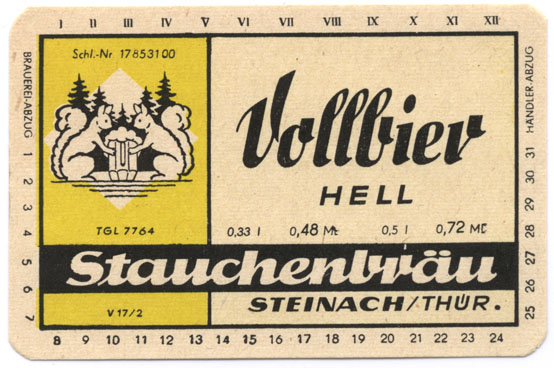 I II III IV V VI VII VIII IX X XI XII
BRAUEREI-ABZUG 1 2 3 4 5 6 7
Schl.-Nr 17853100
TGL 7764
Vollbier
HELL
0,33 l 0,48 M 0,5 l 0,72 M
Stauchenbräu
V 17/2
STEINACH/THÜR.
8 9 10 11 12 13 14 15 16 17 18 19 20 21 22 23 24
HÄNDLER-ABZUG 31 30 29 28 27 26 25